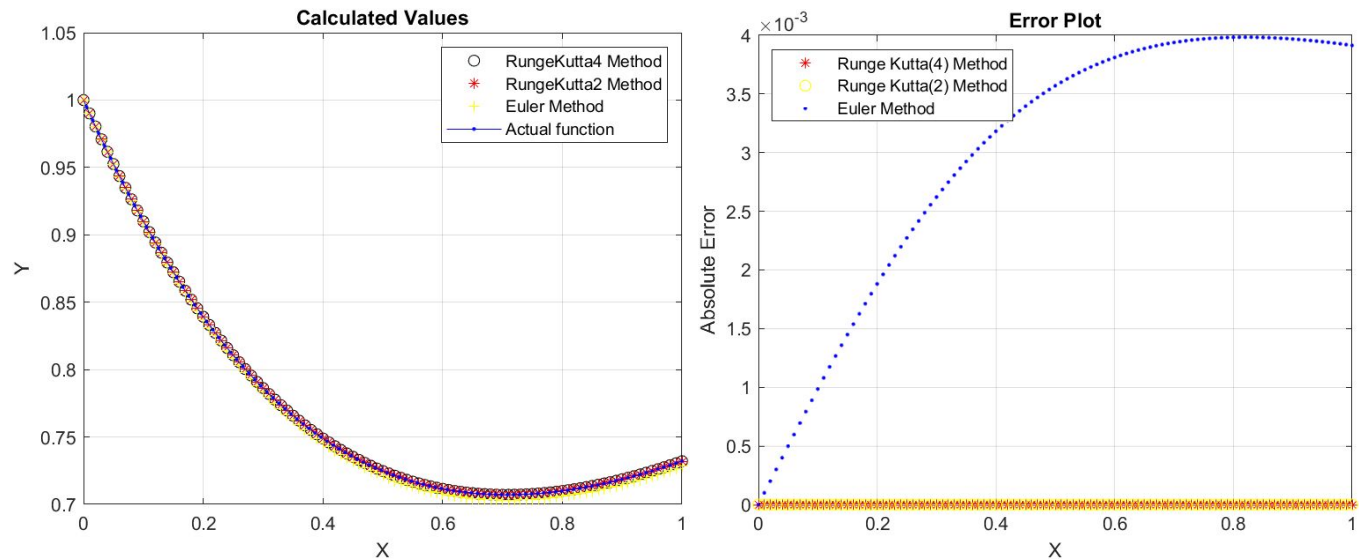 Calculated Values
1.05
1
0.95
0.9
0.85
0.8
0.75
0.7
Y
RungeKutta4 Method
RungeKutta2 Method
Euler Method
Actual function
0 0.2 0.4 0.6 0.8 1
X
Error Plot
×10⁻³
4
3.5
3
2.5
2
1.5
1
0.5
0
Absolute Error
Runge Kutta(4) Method
Runge Kutta(2) Method
Euler Method
0 0.2 0.4 0.6 0.8 1
X